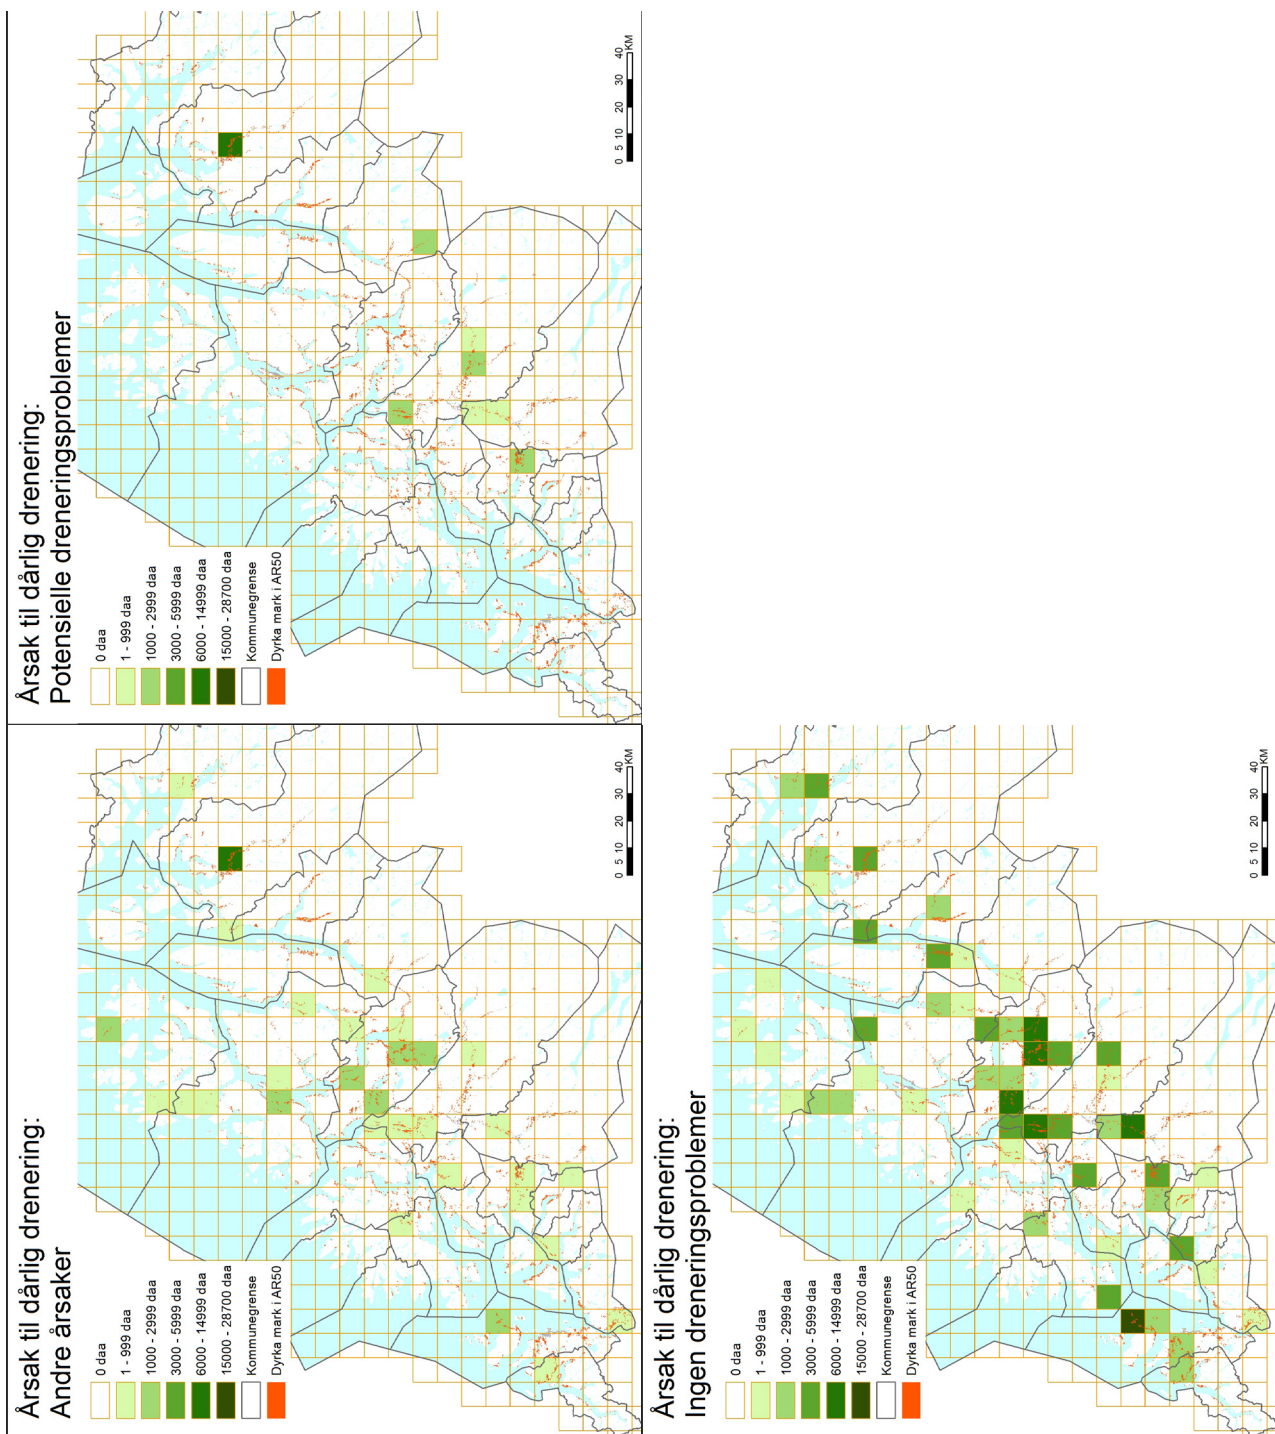 Årsak til dårlig drenering:
Potensielle dreneringsproblemer
0 daa
1 - 999 daa
1000 - 2999 daa
3000 - 5999 daa
6000 - 14999 daa
15000 - 28700 daa
Kommunegrense
Dyrka mark i AR50
0 5 10 20 30 40
KM
Årsak til dårlig drenering:
Andre årsaker
0 daa
1 - 999 daa
1000 - 2999 daa
3000 - 5999 daa
6000 - 14999 daa
15000 - 28700 daa
Kommunegrense
Dyrka mark i AR50
0 5 10 20 30 40
KM
Årsak til dårlig drenering:
Ingen dreneringsproblemer
0 daa
1 - 999 daa
1000 - 2999 daa
3000 - 5999 daa
6000 - 14999 daa
15000 - 28700 daa
Kommunegrense
Dyrka mark i AR50
0 5 10 20 30 40
KM